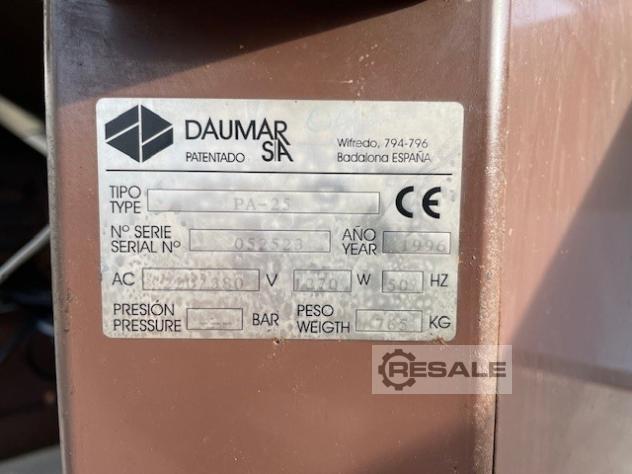 DAUMAR
S/A
PATENTADO
Wifredo, 794-796
Badalona ESPAÑA
TIPO
TYPE
PA-25
CE
Nº SERIE
SERIAL Nº
052523
AÑO
YEAR
1996
AC
380
V
W
50
HZ
PRESIÓN
PRESSURE
BAR
PESO
WEIGTH
765
KG
RESALE